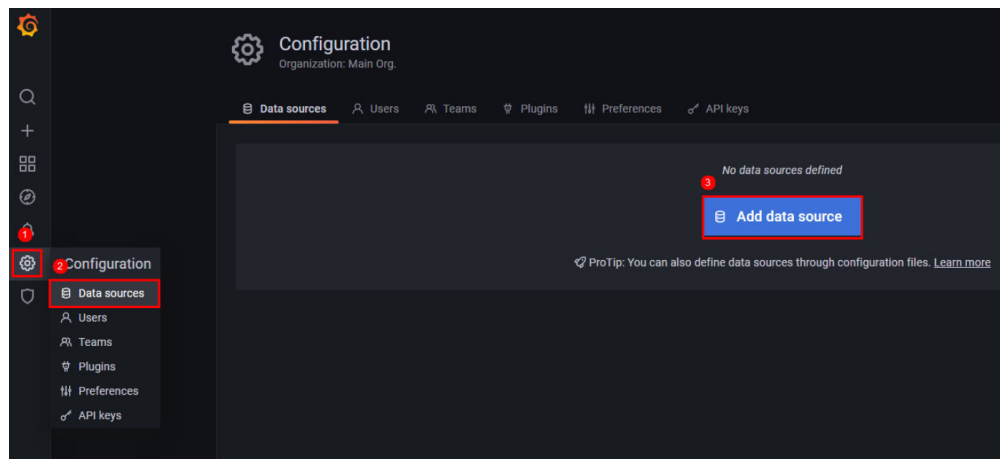 Configuration
Organization: Main Org.
Data sources
Users
Teams
Plugins
Preferences
API keys
No data sources defined
3
Add data source
ProTip: You can also define data sources through configuration files. Learn more
1
2
Configuration
Data sources
Users
Teams
Plugins
Preferences
API keys